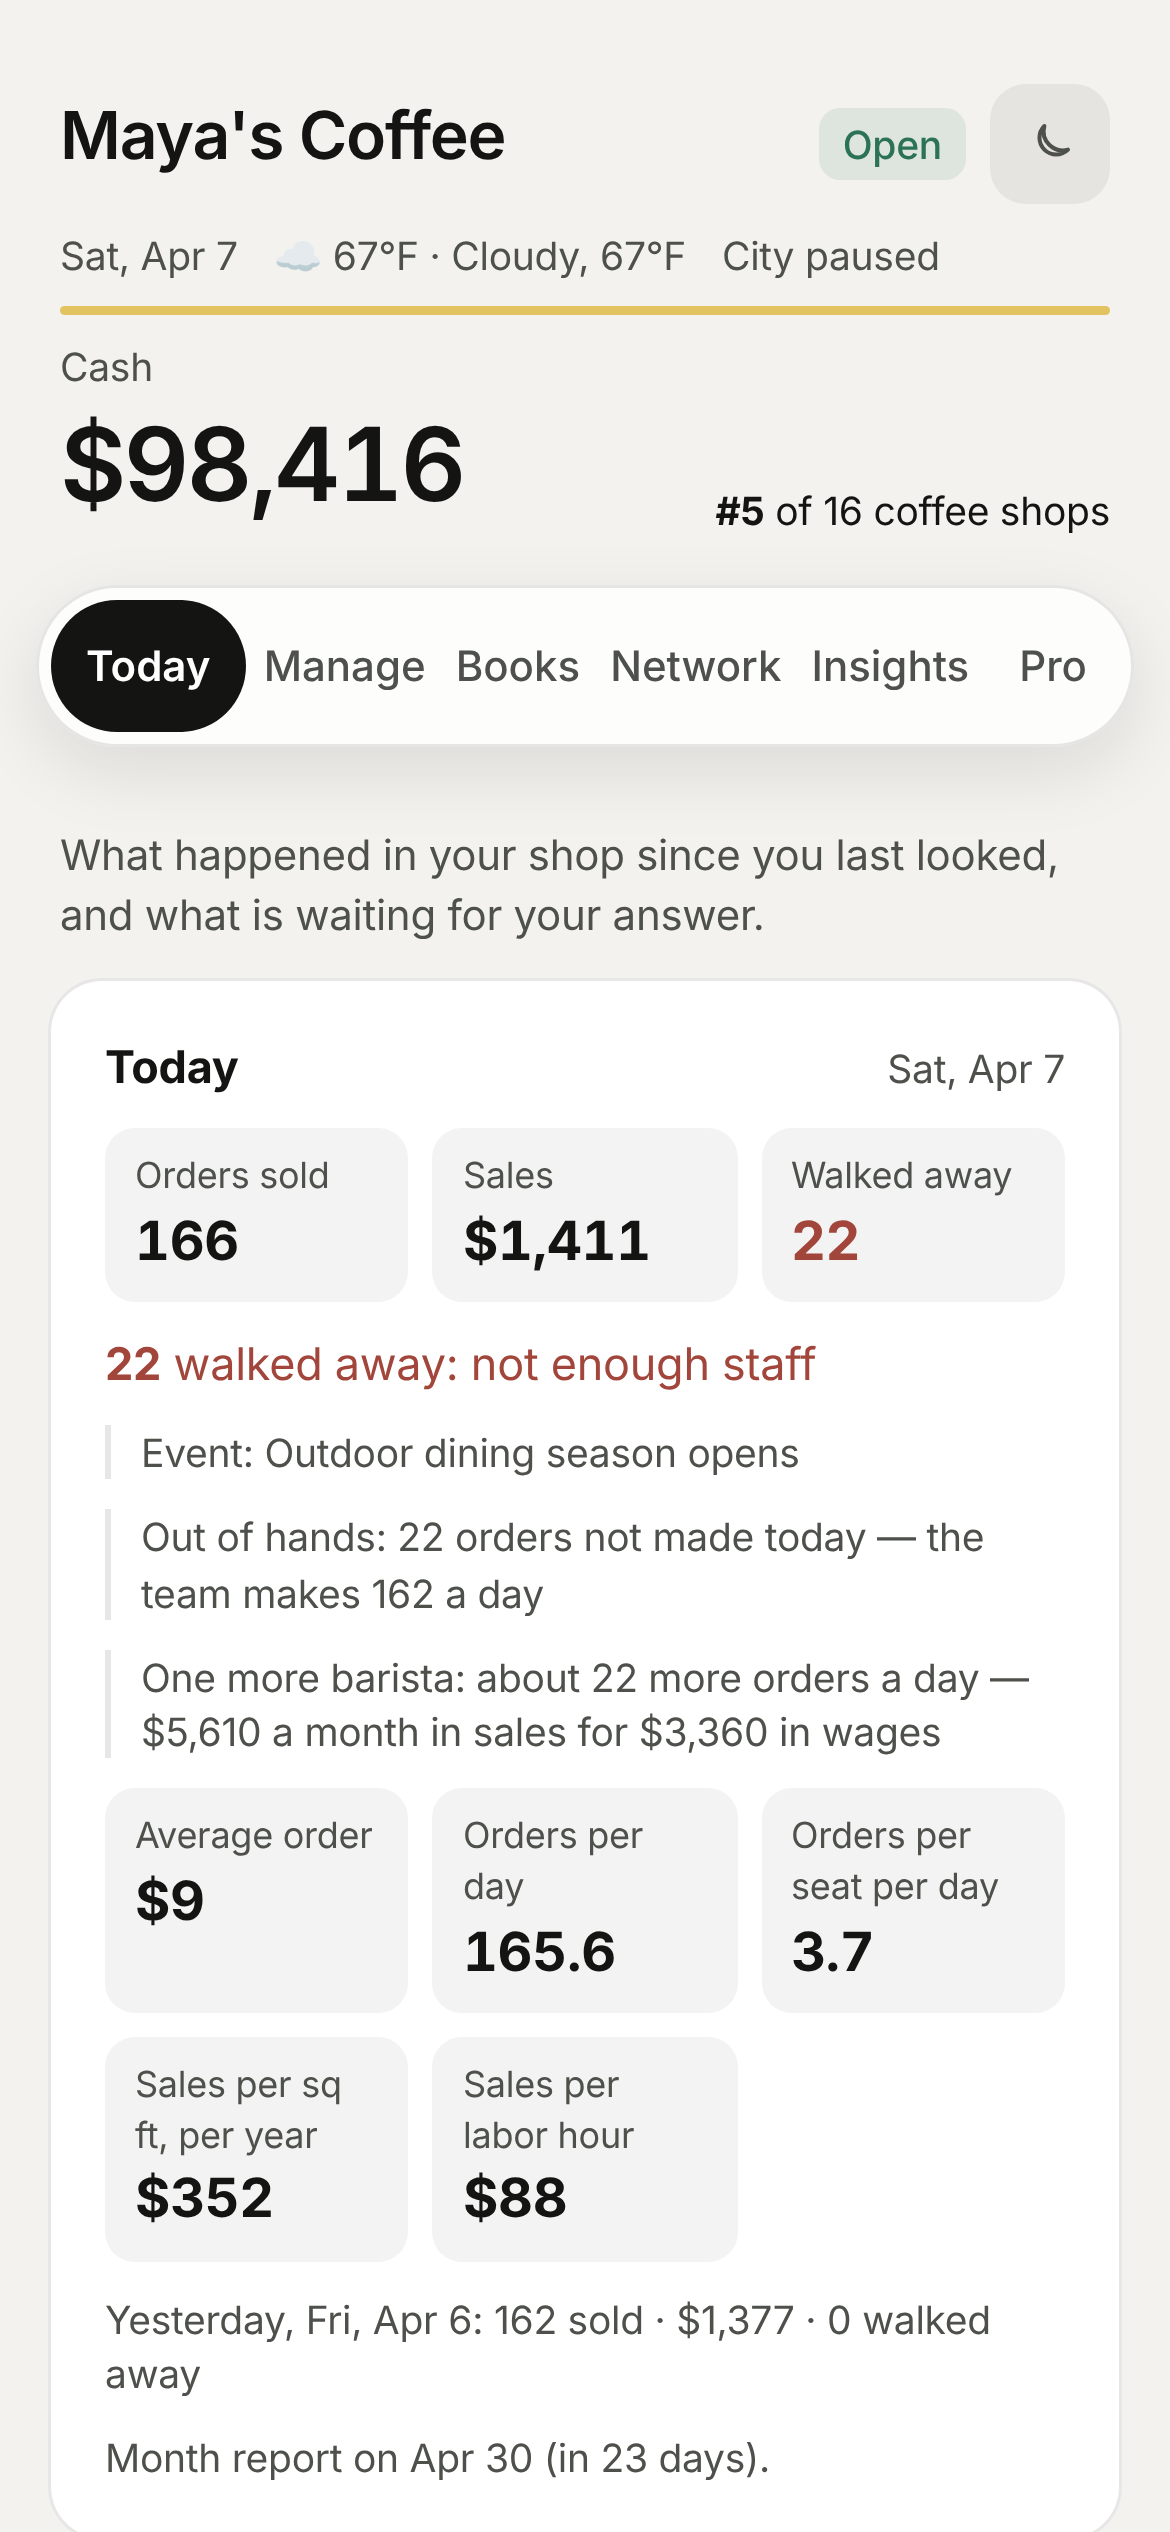 Maya's Coffee
Open
Sat, Apr 7 67°F · Cloudy, 67°F City paused
Cash
$98,416
#5 of 16 coffee shops
Today Manage Books Network Insights Pro
What happened in your shop since you last looked,
and what is waiting for your answer.
Today
Sat, Apr 7
Orders sold
166
Sales
$1,411
Walked away
22
22 walked away: not enough staff
Event: Outdoor dining season opens
Out of hands: 22 orders not made today — the
team makes 162 a day
One more barista: about 22 more orders a day —
$5,610 a month in sales for $3,360 in wages
Average order
$9
Orders per
day
165.6
Orders per
seat per day
3.7
Sales per sq
ft, per year
$352
Sales per
labor hour
$88
Yesterday, Fri, Apr 6: 162 sold · $1,377 · 0 walked
away
Month report on Apr 30 (in 23 days).